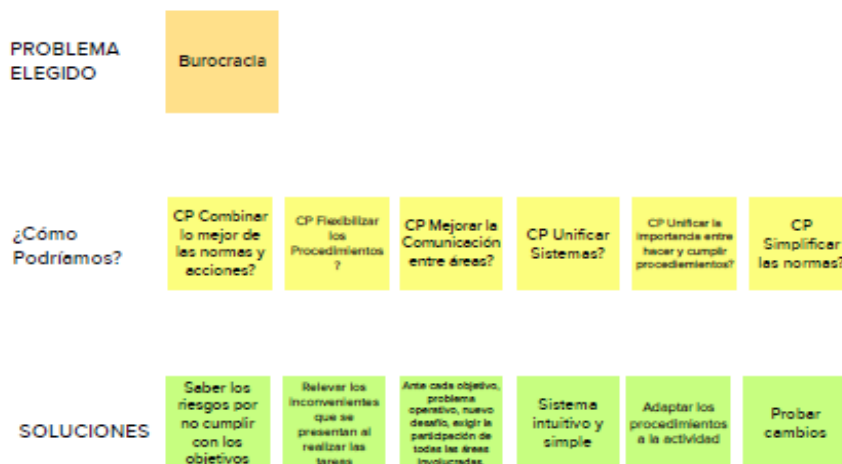 PROBLEMA
ELEGIDO
Burocracia
¿Cómo
Podríamos?
CP Combinar
lo mejor de
las normas y
acciones?
CP Flexibilizar
los
Procedimientos
?
CP Mejorar la
Comunicación
entre áreas?
CP Unificar
Sistemas?
CP Unificar la
importancia entre
hacer y cumplir
procediemientos?
CP
Simplificar
las normas?
SOLUCIONES
Saber los
riesgos por
no cumplir
con los
objetivos
Relevar los
inconvenientes
que se
presentan al
realizar las
tareas
Ante cada objetivo,
problema
operativo, nuevo
desafío, exigir la
participación de
todas las áreas
involucradas
Sistema
intuitivo y
simple
Adaptar los
procedimientos
a la actividad
Probar
cambios